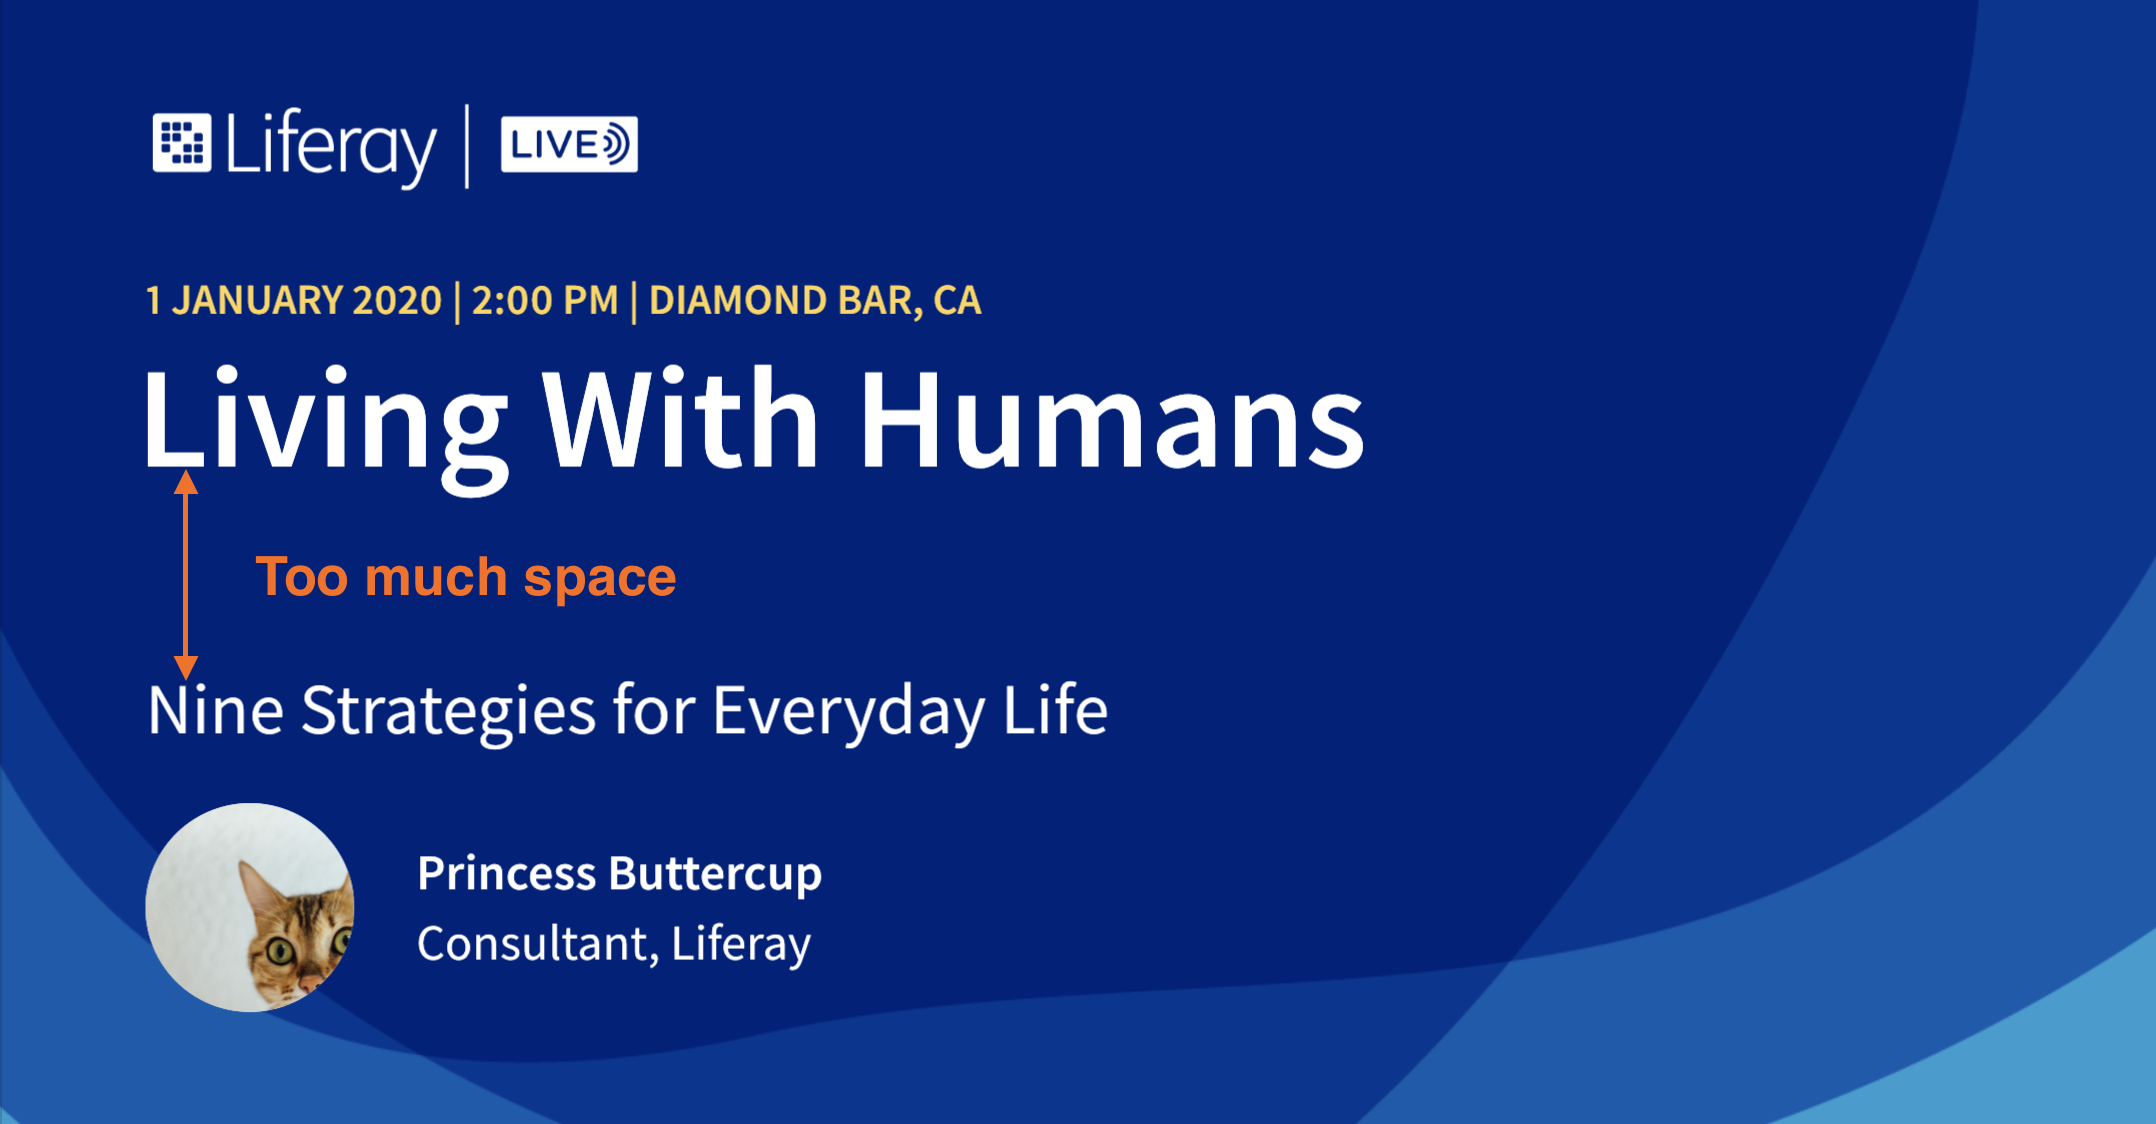 Liferay | LIVE
1 JANUARY 2020 | 2:00 PM | DIAMOND BAR, CA
Living With Humans
Too much space
Nine Strategies for Everyday Life
Princess Buttercup
Consultant, Liferay